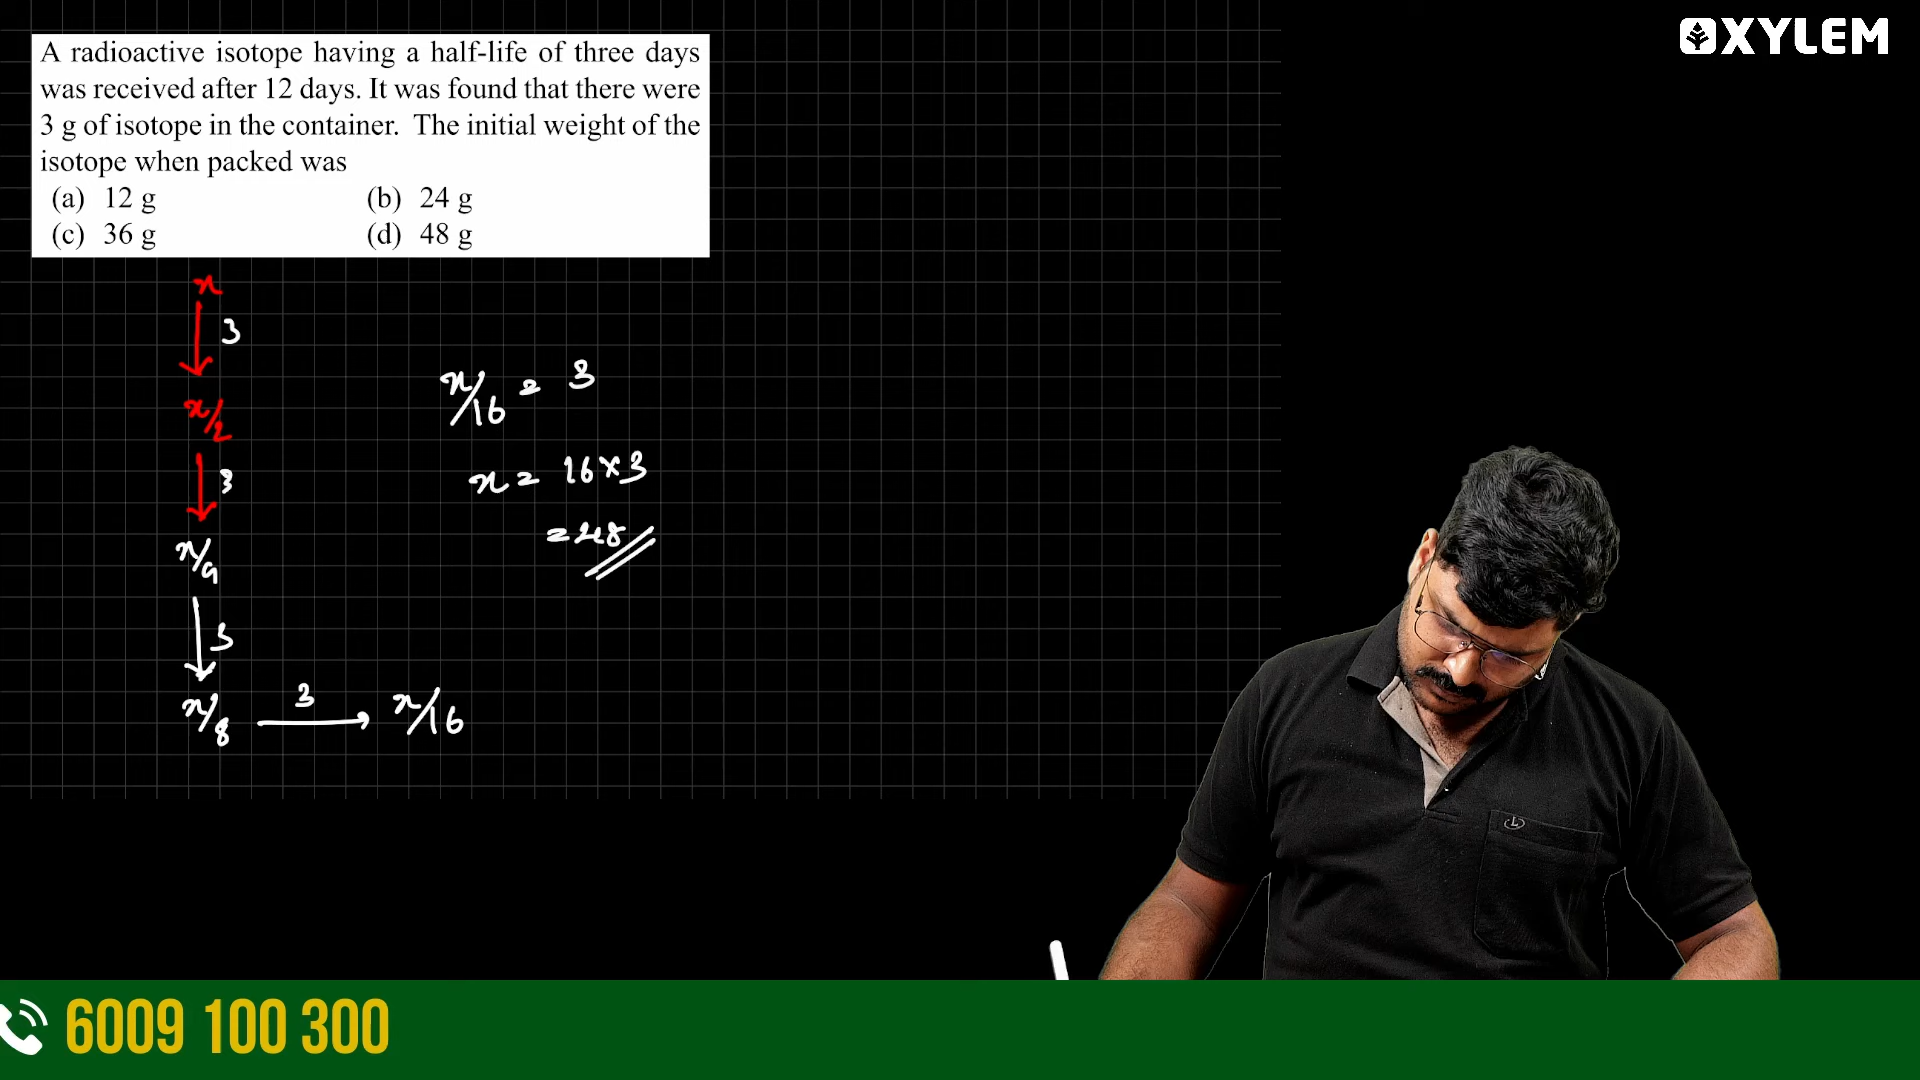 XYLEM
A radioactive isotope having a half-life of three days
was received after 12 days. It was found that there were
3 g of isotope in the container. The initial weight of the
isotope when packed was
(a) 12 g (b) 24 g
(c) 36 g (d) 48 g
x
3
x/2
3
x/4
3
x/8 3 x/16
x/16 = 3
x = 16×3
= 48
6009 100 300